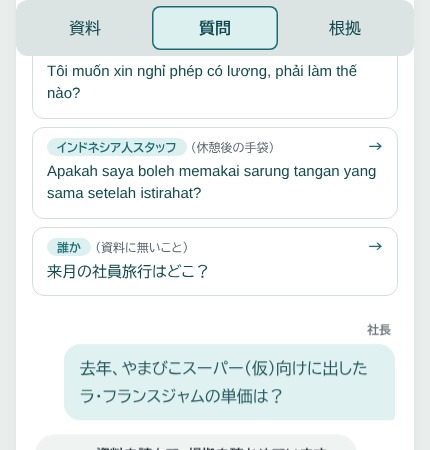 資料 質問 根拠
Tôi muốn xin nghỉ phép có lương, phải làm thế
nào?
インドネシア人スタッフ （休憩後の手袋） →
Apakah saya boleh memakai sarung tangan yang
sama setelah istirahat?
誰か （資料に無いこと） →
来月の社員旅行はどこ？
社長
去年、やまびこスーパー（仮）向けに出した
ラ・フランスジャムの単価は？